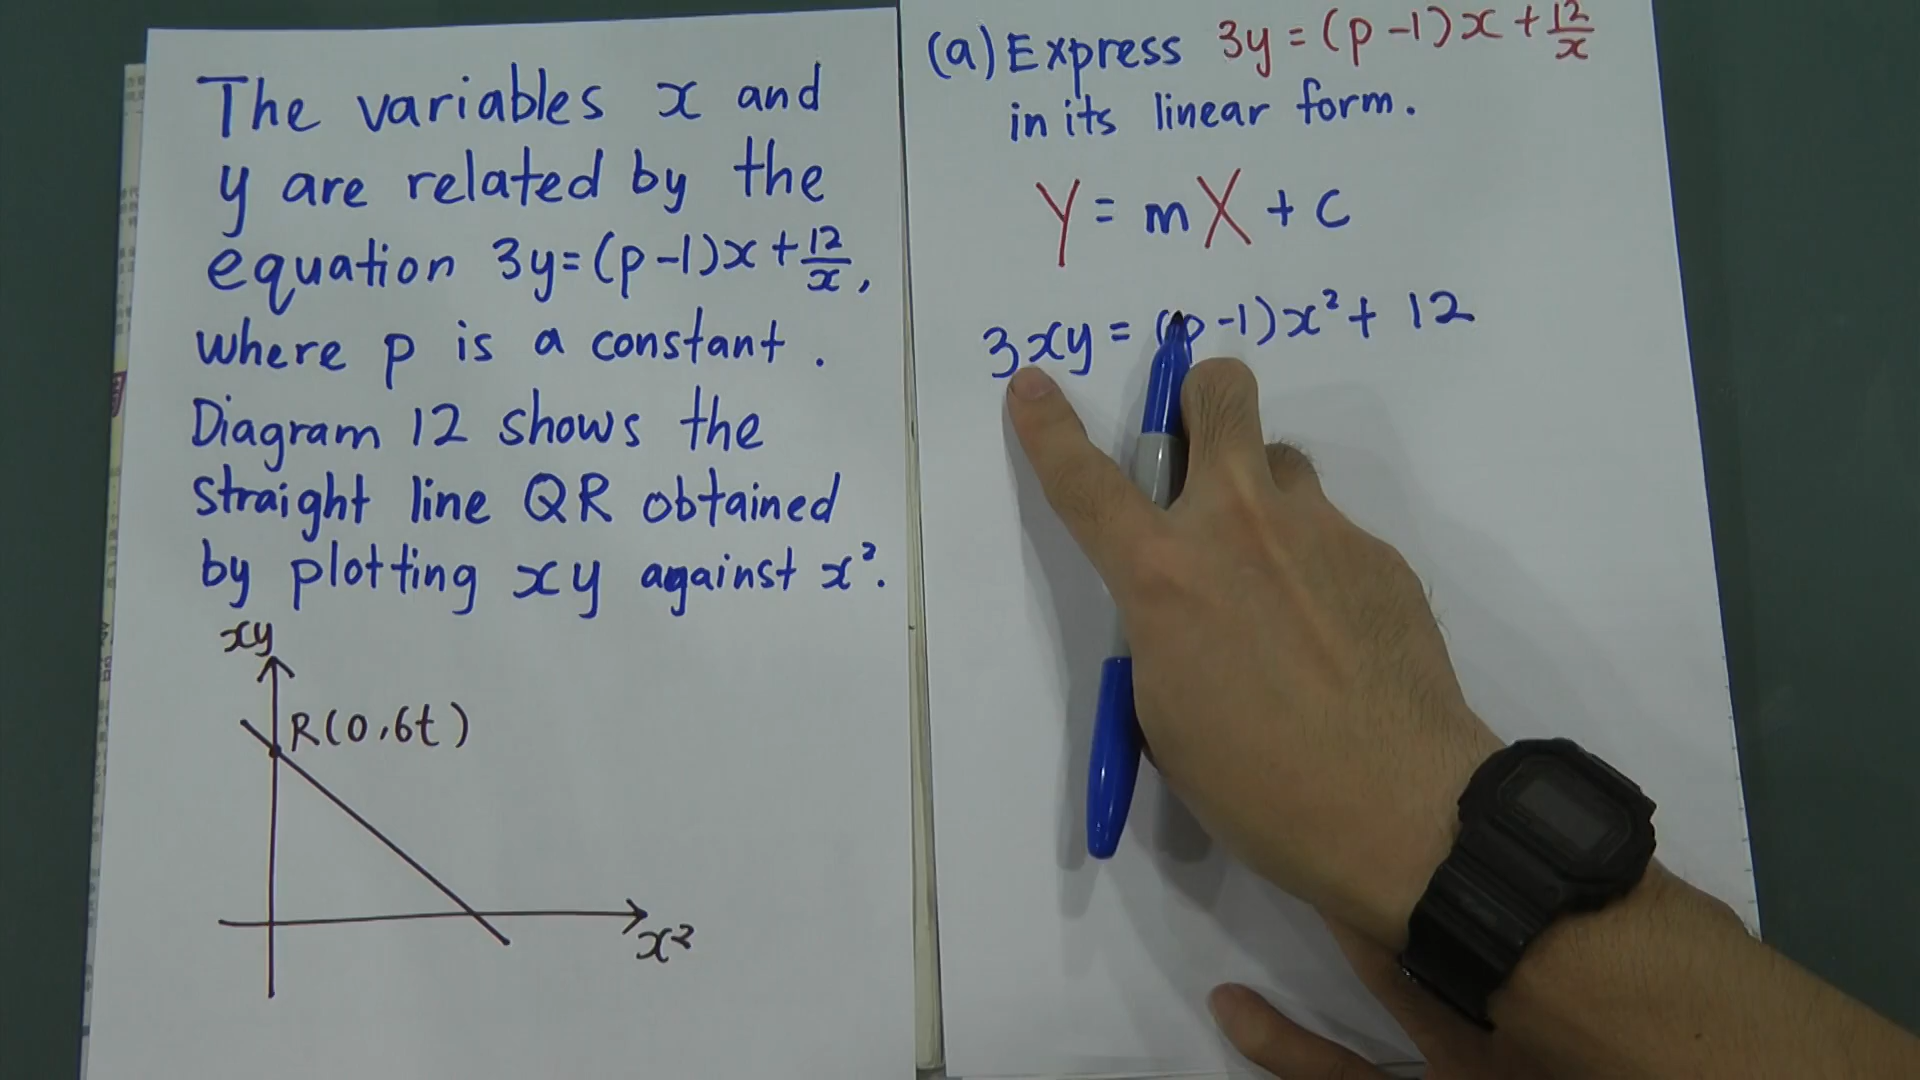 The variables x and
y are related by the
equation 3y=(p-1)x+12/x,
where p is a constant.
Diagram 12 shows the
straight line QR obtained
by plotting xy against x².
xy
R(0,6t)
x²
(a) Express 3y=(p-1)x+12/x
in its linear form.
Y = mX + c
3xy = (p-1)x² + 12